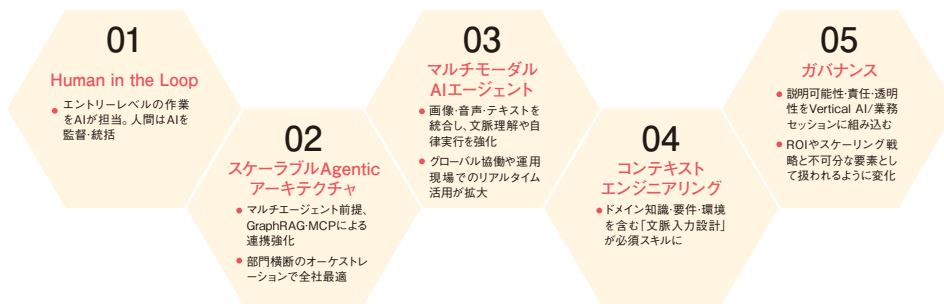 01
Human in the Loop
● エントリーレベルの作業
をAIが担当。人間はAIを
監督・統括
02
スケーラブルAgentic
アーキテクチャ
● マルチエージェント前提、
GraphRAG・MCPによる
連携強化
● 部門横断のオーケストレ
ーションで全社最適
03
マルチモーダル
AIエージェント
● 画像・音声・テキストを
統合し、文脈理解や自
律実行を強化
● グローバル協働や運用
現場でのリアルタイム
活用が拡大
04
コンテキスト
エンジニアリング
● ドメイン知識・要件・環境
を含む「文脈入力設計」
が必須スキルに
05
ガバナンス
● 説明可能性・責任・透明
性をVertical AI/業務
セッションに組み込む
● ROIやスケーリング戦
略と不可分な要素とし
て扱われるように変化